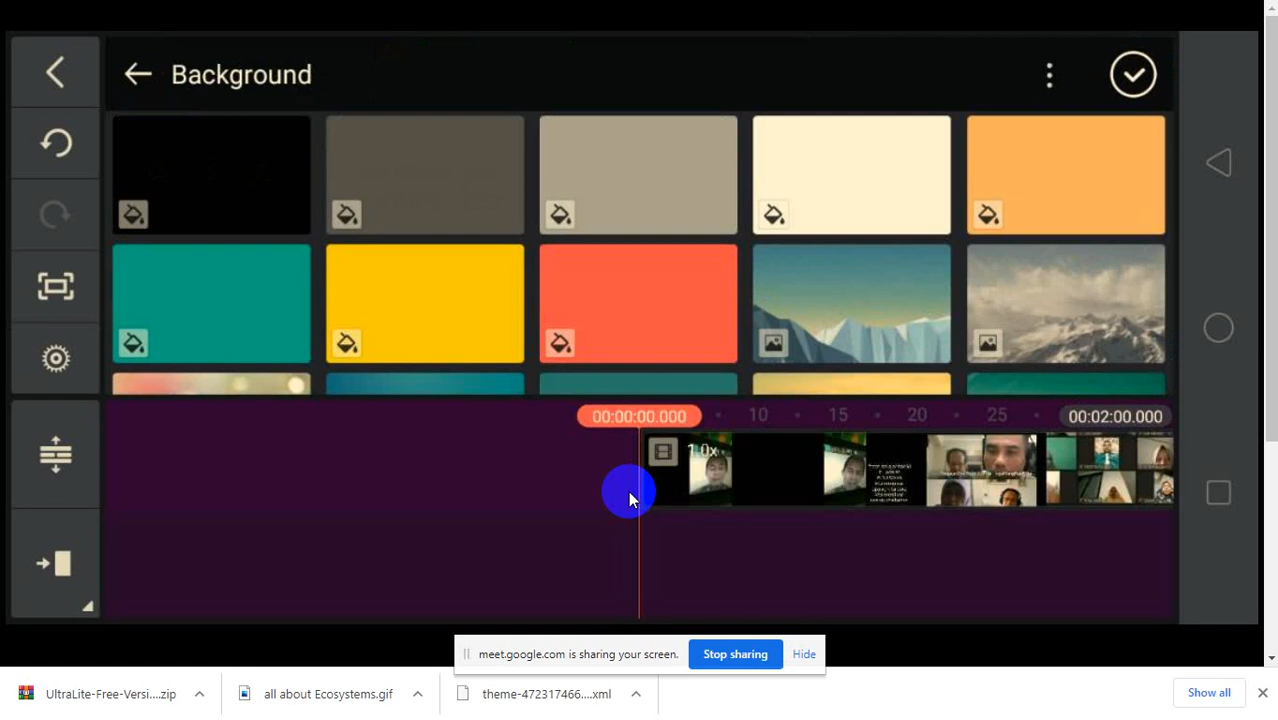 Background
00:00:00.000
10
15
20
25
00:02:00.000
1.0x
meet.google.com is sharing your screen.
Stop sharing
Hide
UltraLite-Free-Versi....zip
all about Ecosystems.gif
theme-472317466....xml
Show all